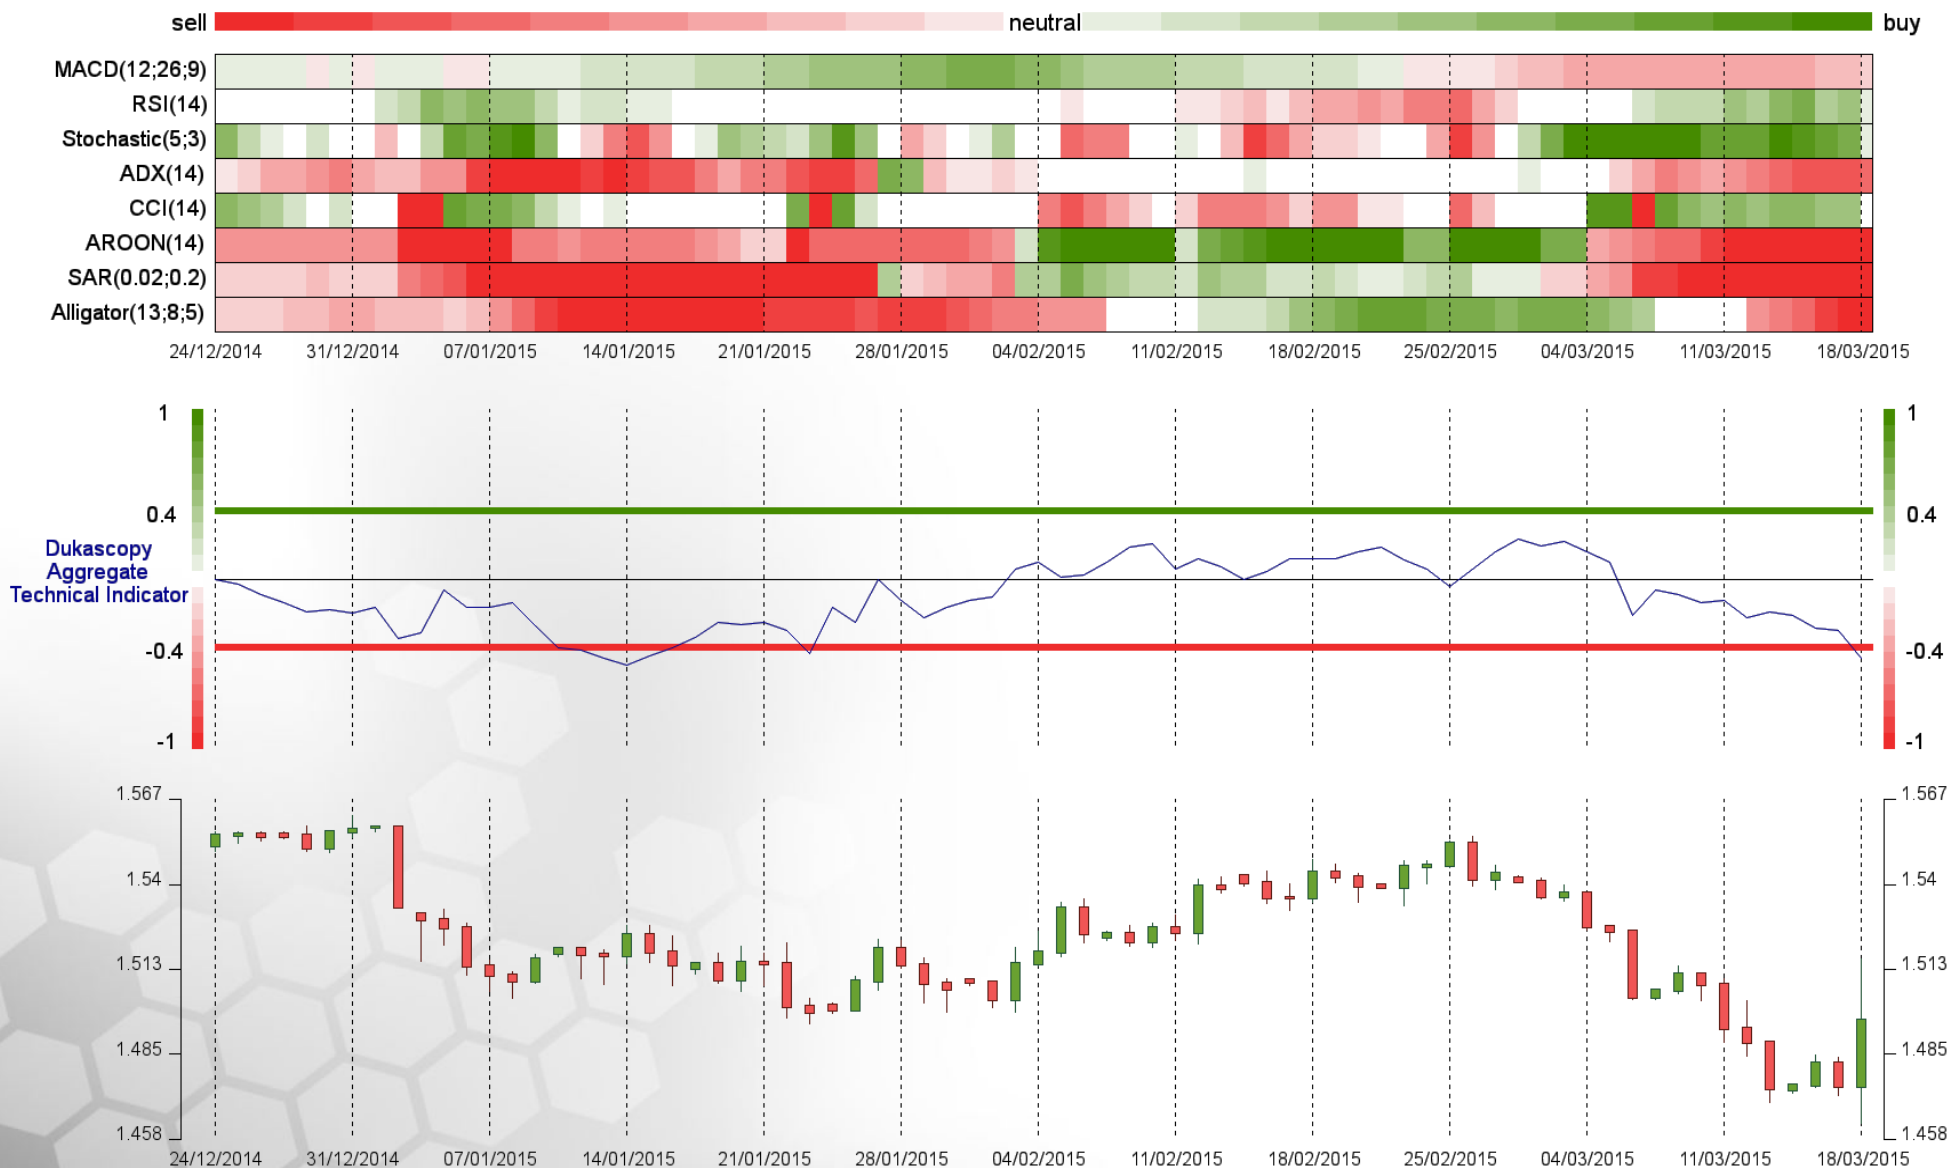 sell neutral buy
MACD(12;26;9)
RSI(14)
Stochastic(5;3)
ADX(14)
CCI(14)
AROON(14)
SAR(0.02;0.2)
Alligator(13;8;5)
24/12/2014 31/12/2014 07/01/2015 14/01/2015 21/01/2015 28/01/2015 04/02/2015 11/02/2015 18/02/2015 25/02/2015 04/03/2015 11/03/2015 18/03/2015
1 1
0.4 0.4
Dukascopy
Aggregate
Technical Indicator
-0.4 -0.4
-1 -1
1.567 1.567
1.54 1.54
1.513 1.513
1.485 1.485
1.458 1.458
24/12/2014 31/12/2014 07/01/2015 14/01/2015 21/01/2015 28/01/2015 04/02/2015 11/02/2015 18/02/2015 25/02/2015 04/03/2015 11/03/2015 18/03/2015